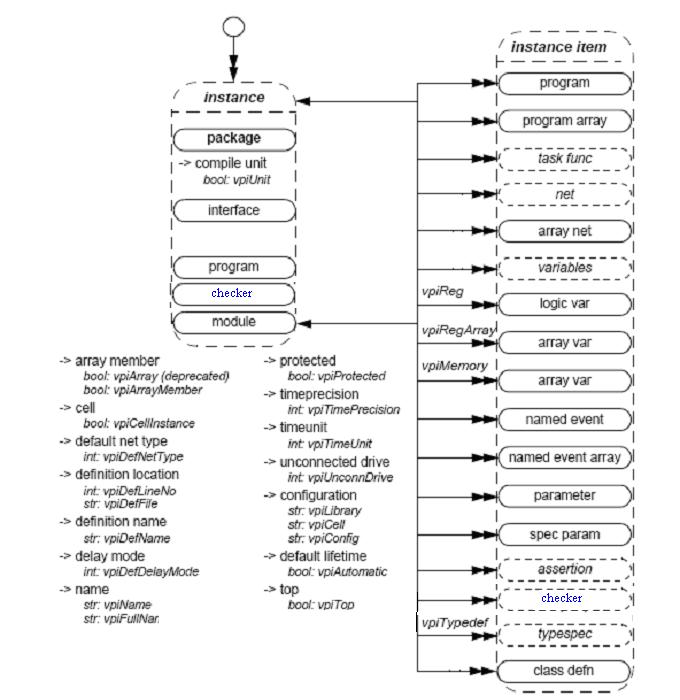 instance
package
-> compile unit
bool: vpiUnit
interface
program
checker
module
-> array member
bool: vpiArray (deprecated)
bool: vpiArrayMember
-> cell
bool: vpiCellInstance
-> default net type
int: vpiDefNetType
-> definition location
int: vpiDefLineNo
str: vpiDefFile
-> definition name
str: vpiDefName
-> delay mode
int: vpiDefDelayMode
-> name
str: vpiName
str: vpiFullNar
-> protected
bool: vpiProtected
-> timeprecision
int: vpiTimePrecision
-> timeunit
int: vpiTimeUnit
-> unconnected drive
int: vpiUnconnDrive
-> configuration
str: vpiLibrary
str: vpiCell
str: vpiConfig
-> default lifetime
bool: vpiAutomatic
-> top
bool: vpiTop
instance item
program
program array
task func
net
array net
variables
vpiReg
logic var
vpiRegArray
array var
vpiMemory
array var
named event
named event array
parameter
spec param
assertion
checker
vpiTypedef
typespec
class defn